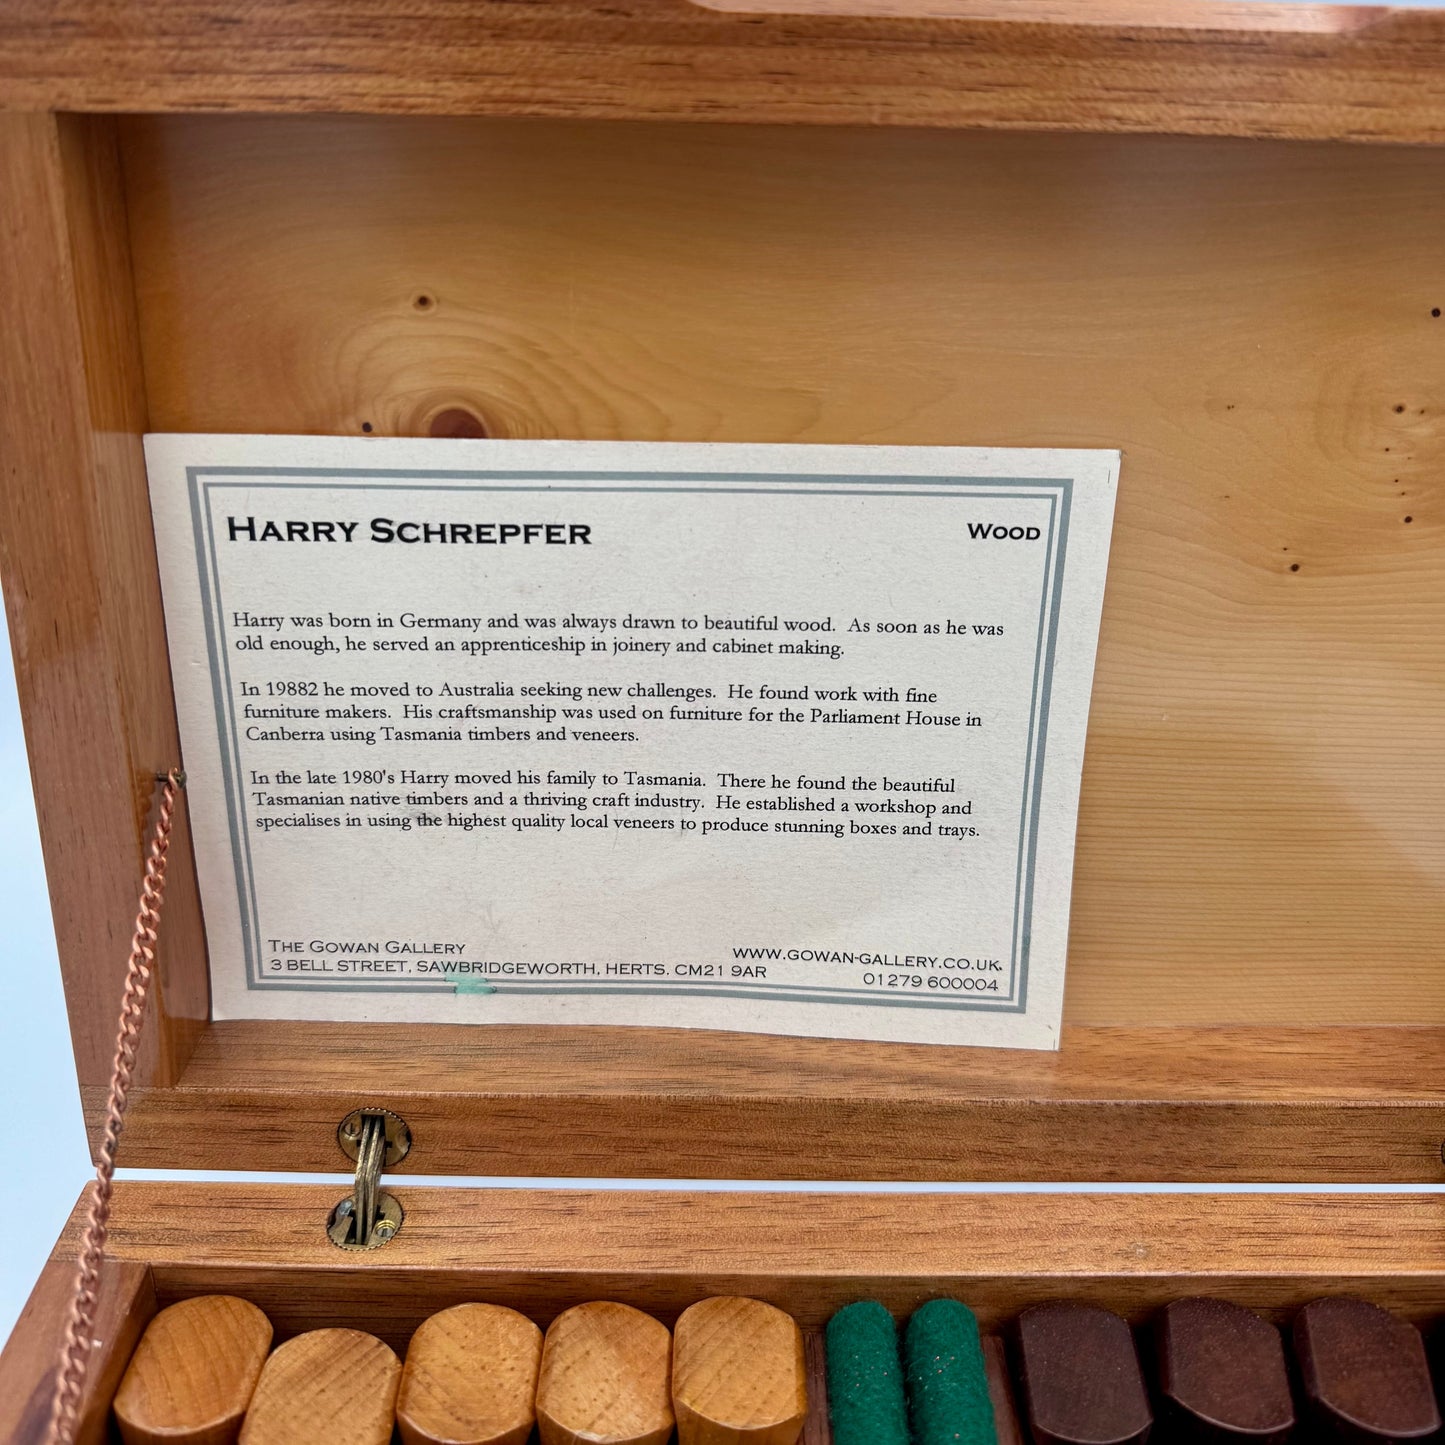 HARRY SCHREPFER
WOOD
Harry was born in Germany and was always drawn to beautiful wood. As soon as he was
old enough, he served an apprenticeship in joinery and cabinet making.
In 19882 he moved to Australia seeking new challenges. He found work with fine
furniture makers. His craftsmanship was used on furniture for the Parliament House in
Canberra using Tasmania timbers and veneers.
In the late 1980's Harry moved his family to Tasmania. There he found the beautiful
Tasmanian native timbers and a thriving craft industry. He established a workshop and
specialises in using the highest quality local veneers to produce stunning boxes and trays.
THE GOWAN GALLERY
3 BELL STREET, SAWBRIDGEWORTH, HERTS. CM21 9AR
WWW.GOWAN-GALLERY.CO.UK
01279 600004